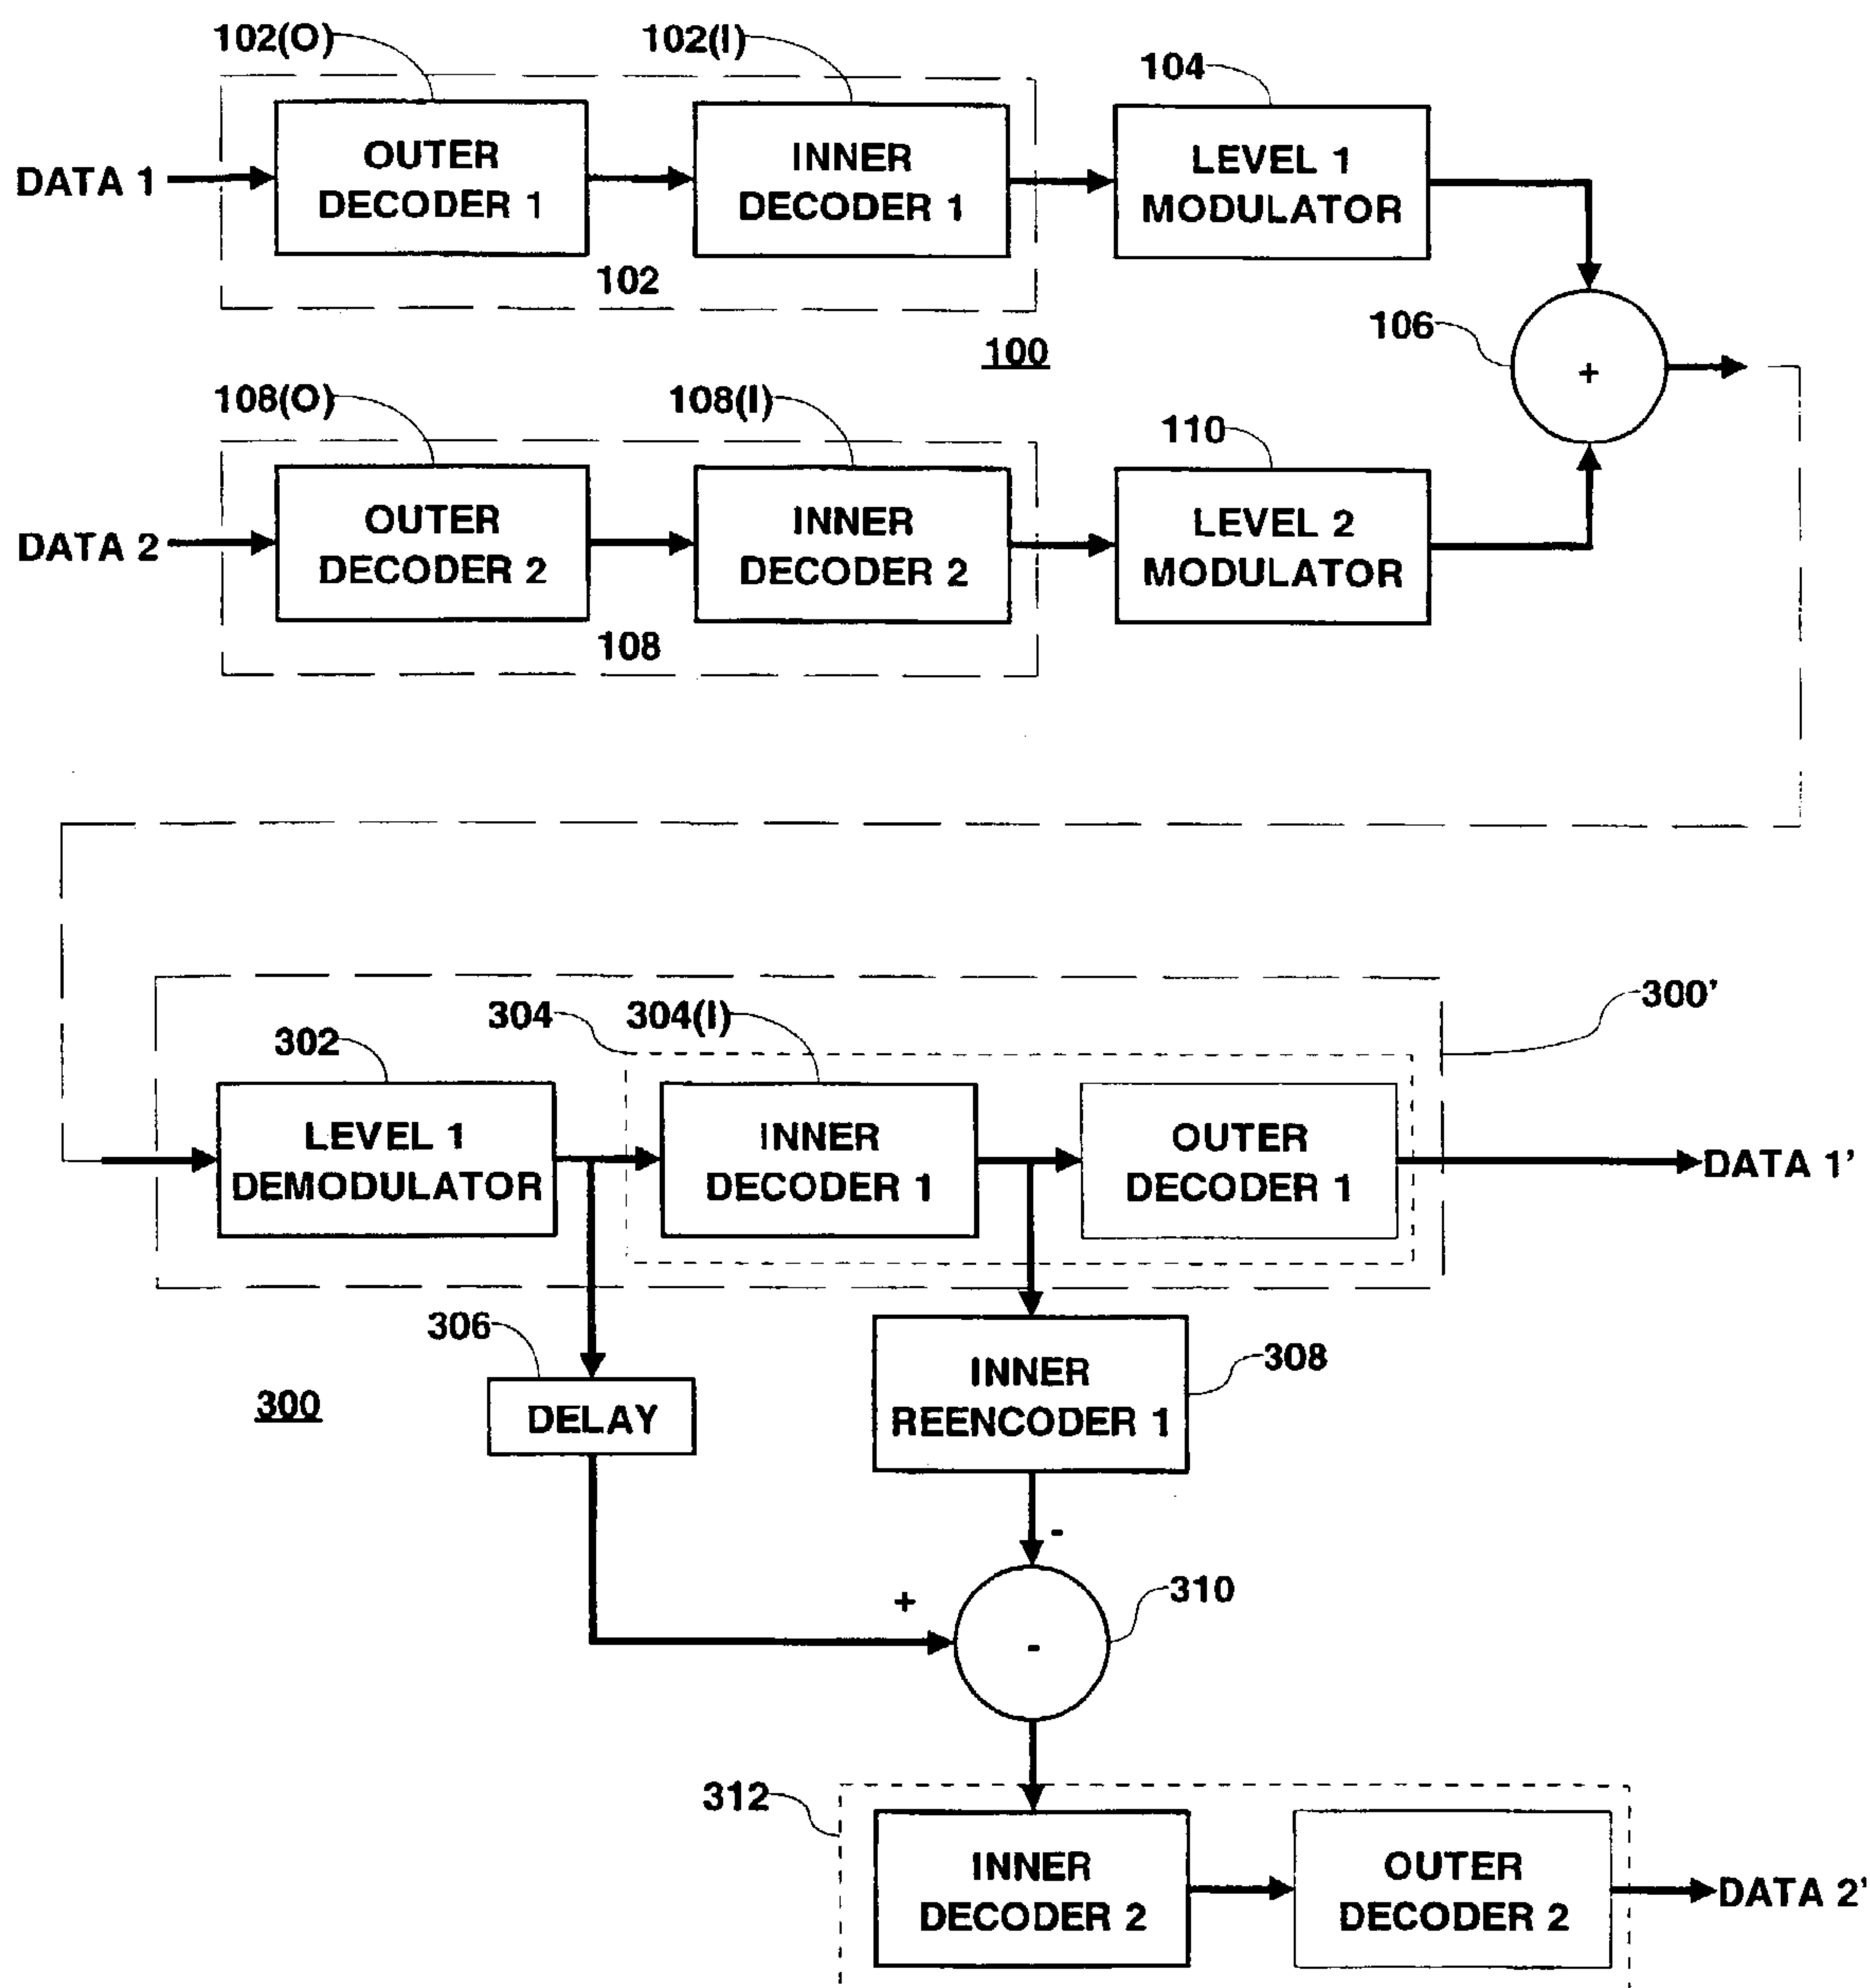 102(O)
102(I)
104
DATA 1
OUTER
DECODER 1
INNER
DECODER 1
LEVEL 1
MODULATOR
102
106
100
+
108(O)
108(I)
110
DATA 2
OUTER
DECODER 2
INNER
DECODER 2
LEVEL 2
MODULATOR
108
300'
304
304(I)
302
LEVEL 1
DEMODULATOR
INNER
DECODER 1
OUTER
DECODER 1
DATA 1'
306
308
300
DELAY
INNER
REENCODER 1
-
+
310
-
312
INNER
DECODER 2
OUTER
DECODER 2
DATA 2'